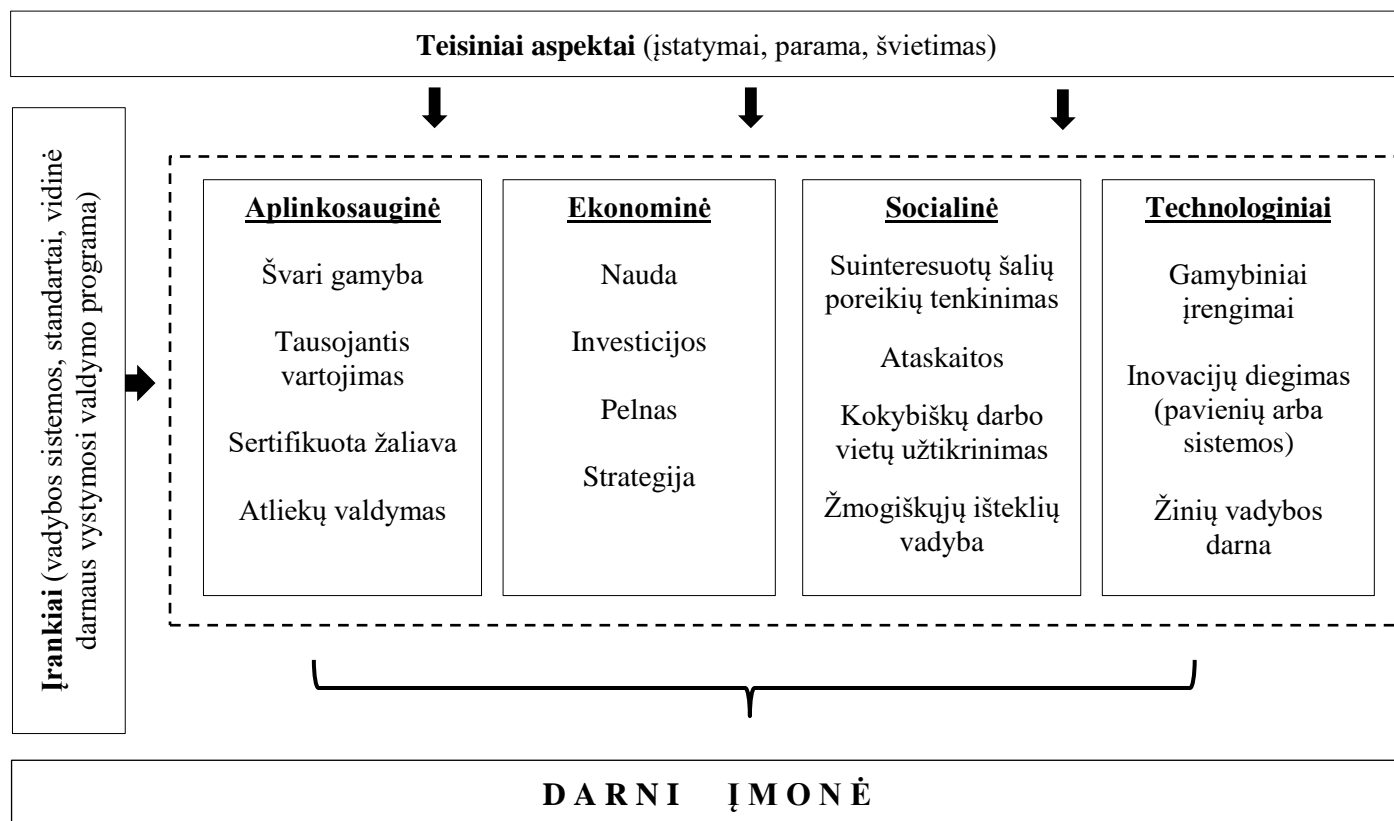 Teisiniai aspektai (įstatymai, parama, švietimas)
Įrankiai (vadybos sistemos, standartai, vidinė
darnaus vystymosi valdymo programa)
Aplinkosauginė
Švari gamyba
Tausojantis
vartojimas
Sertifikuota žaliava
Atliekų valdymas
Ekonominė
Nauda
Investicijos
Pelnas
Strategija
Socialinė
Suinteresuotų šalių
poreikių tenkinimas
Ataskaitos
Kokybiškų darbo
vietų užtikrinimas
Žmogiškųjų išteklių
vadyba
Technologiniai
Gamybiniai
įrengimai
Inovacijų diegimas
(pavienių arba
sistemos)
Žinių vadybos
darna
DARNI ĮMONĖ